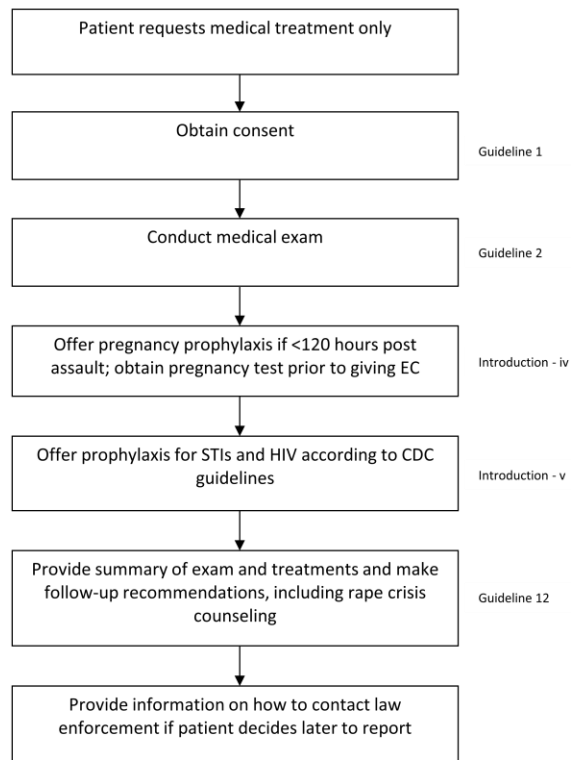 Patient requests medical treatment only
Obtain consent
Guideline 1
Conduct medical exam
Guideline 2
Offer pregnancy prophylaxis if <120 hours post
assault; obtain pregnancy test prior to giving EC
Introduction - iv
Offer prophylaxis for STIs and HIV according to CDC
guidelines
Introduction - v
Provide summary of exam and treatments and make
follow-up recommendations, including rape crisis
counseling
Guideline 12
Provide information on how to contact law
enforcement if patient decides later to report